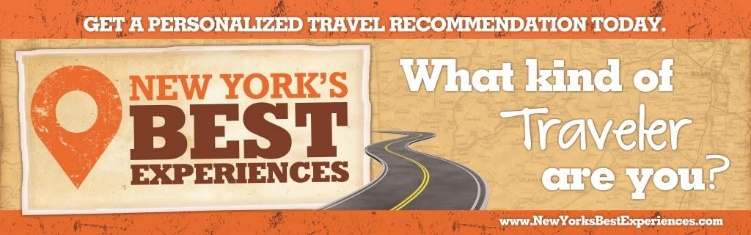 GET A PERSONALIZED TRAVEL RECOMMENDATION TODAY.
NEW YORK'S
BEST
EXPERIENCES
What kind of
Traveler
are you?
www.NewYorksBestExperiences.com